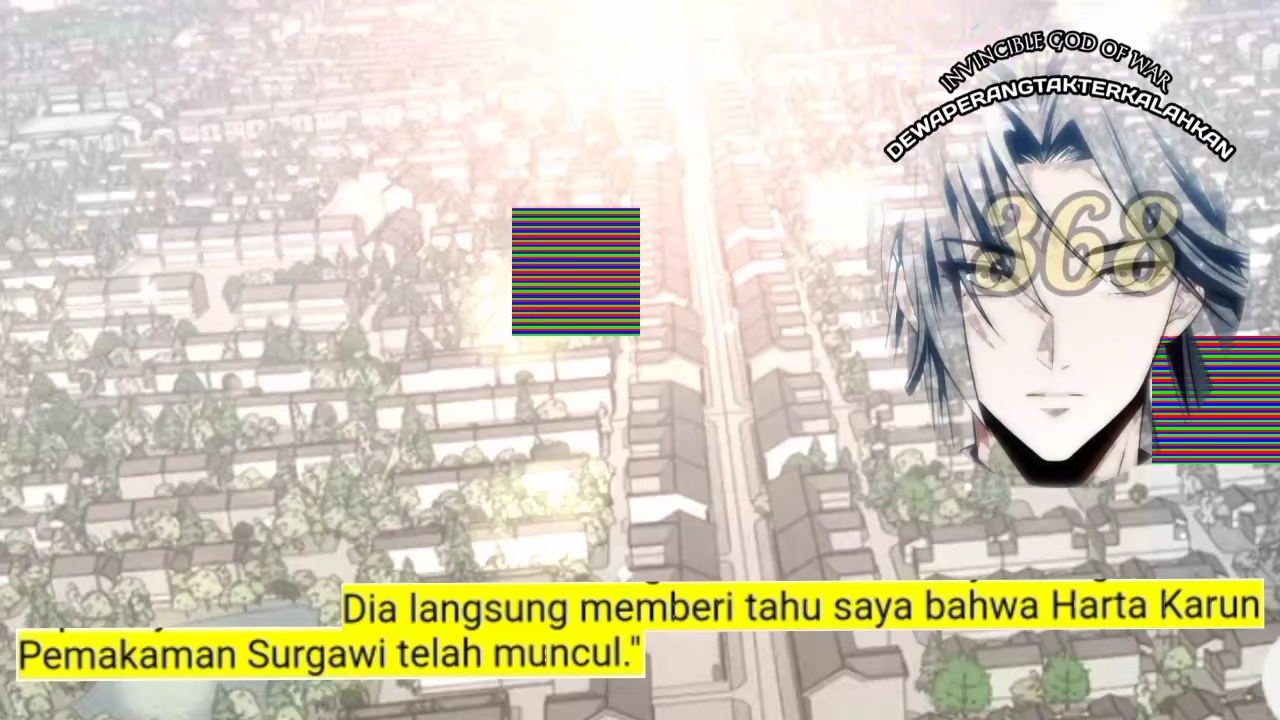 INVINCIBLE GOD OF WAR
DEWAPERANGTAKTERKALAHKAN
368
Dia langsung memberi tahu saya bahwa Harta Karun
Pemakaman Surgawi telah muncul."